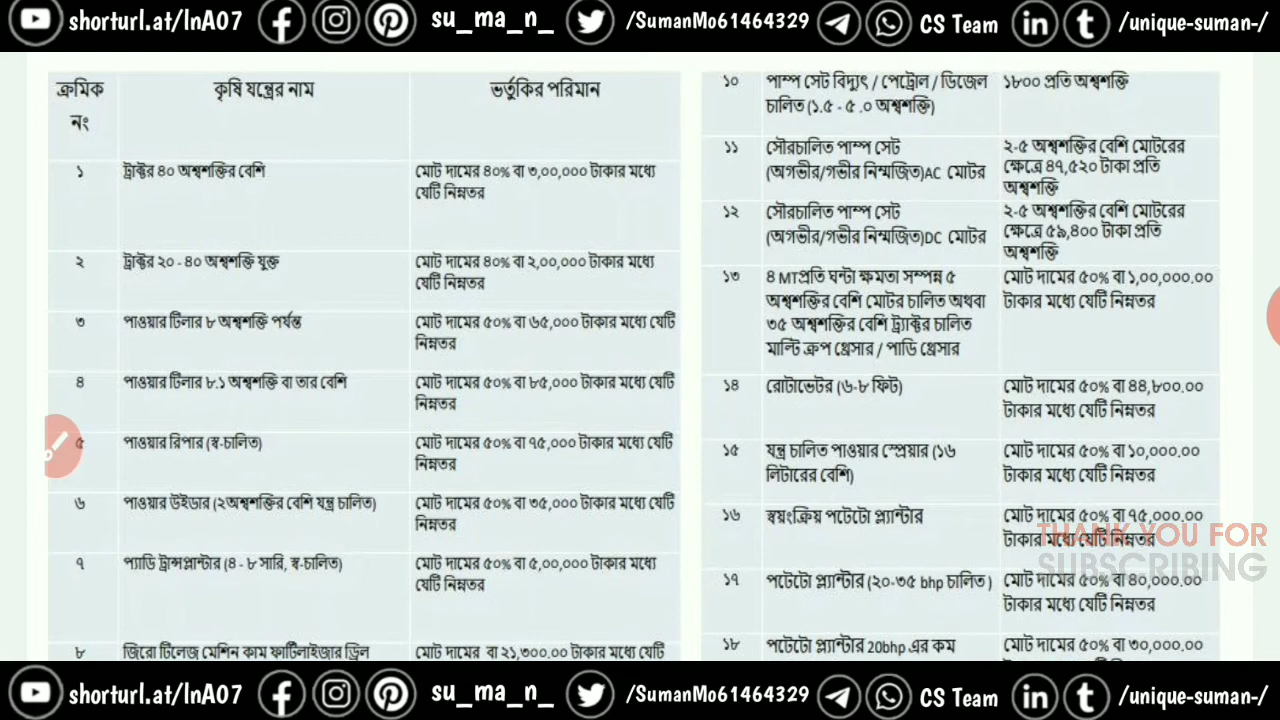 shorturl.at/lnA07 su_ma_n_ /SumanMo61464329 CS Team /unique-suman-/
ক্রমিক নং কৃষি যন্ত্রের নাম ভর্তুকির পরিমান
১ ট্রাক্টর ৪০ অশ্বশক্তির বেশি মোট দামের ৪০% বা ৩,০০,০০০ টাকার মধ্যে
যেটি নিম্নতর
২ ট্রাক্টর ২০ - ৪০ অশ্বশক্তি যুক্ত মোট দামের ৪০% বা ২,০০,০০০ টাকার মধ্যে
যেটি নিম্নতর
৩ পাওয়ার টিলার ৮ অশ্বশক্তি পর্যন্ত মোট দামের ৫০% বা ৬৫,০০০ টাকার মধ্যে যেটি
নিম্নতর
৪ পাওয়ার টিলার ৮.১ অশ্বশক্তি বা তার বেশি মোট দামের ৫০% বা ৮৫,০০০ টাকার মধ্যে যেটি
নিম্নতর
৫ পাওয়ার রিপার (স্ব-চালিত) মোট দামের ৫০% বা ৭৫,০০০ টাকার মধ্যে যেটি
নিম্নতর
৬ পাওয়ার উইডার (২অশ্বশক্তির বেশি যন্ত্র চালিত) মোট দামের ৫০% বা ৩৫,০০০ টাকার মধ্যে যেটি
নিম্নতর
৭ প্যাডি ট্রান্সপ্লান্টার (৪ - ৮ সারি, স্ব-চালিত) মোট দামের ৫০% বা ৫,০০,০০০ টাকার মধ্যে
যেটি নিম্নতর
৮ জিরো টিলেজ মেশিন কাম ফার্টিলাইজার ড্রিল মোট দামের বা ২১,৩০০.০০ টাকার মধ্যে যেটি
১০ পাম্প সেট বিদ্যুৎ / পেট্রোল / ডিজেল ১৮০০ প্রতি অশ্বশক্তি
চালিত (১.৫ - ৫ .০ অশ্বশক্তি)
১১ সৌরচালিত পাম্প সেট ২-৫ অশ্বশক্তির বেশি মোটরের
(অগভীর/গভীর নিম্মজিত)AC মোটর ক্ষেত্রে ৪৭,৫২০ টাকা প্রতি
অশ্বশক্তি
১২ সৌরচালিত পাম্প সেট ২-৫ অশ্বশক্তির বেশি মোটরের
(অগভীর/গভীর নিম্মজিত)DC মোটর ক্ষেত্রে ৫৯,৪০০ টাকা প্রতি
অশ্বশক্তি
১৩ ৪ MTপ্রতি ঘন্টা ক্ষমতা সম্পন্ন ৫ মোট দামের ৫০% বা ১,০০,০০০.০০
অশ্বশক্তির বেশি মোটর চালিত অথবা টাকার মধ্যে যেটি নিম্নতর
৩৫ অশ্বশক্তির বেশি ট্র্যাক্টর চালিত
মাল্টি ক্রপ থ্রেসার / পাডি থ্রেসার
১৪ রোটাভেটর (৬-৮ ফিট) মোট দামের ৫০% বা ৪৪,৮০০.০০
টাকার মধ্যে যেটি নিম্নতর
১৫ যন্ত্র চালিত পাওয়ার স্প্রেয়ার (১৬ মোট দামের ৫০% বা ১০,০০০.০০
লিটারের বেশি) টাকার মধ্যে যেটি নিম্নতর
১৬ স্বয়ংক্রিয় পটেটো প্ল্যান্টার মোট দামের ৫০% বা ৭৫,০০০.০০
টাকার মধ্যে যেটি নিম্নতর
THANK YOU FOR
SUBSCRIBING
১৭ পটেটো প্ল্যান্টার (২০-৩৫ bhp চালিত) মোট দামের ৫০% বা ৪০,০০০.০০
টাকার মধ্যে যেটি নিম্নতর
১৮ পটেটো প্ল্যান্টার 20bhp এর কম মোট দামের ৫০% বা ৩০,০০০.০০
shorturl.at/lnA07 su_ma_n_ /SumanMo61464329 CS Team /unique-suman-/